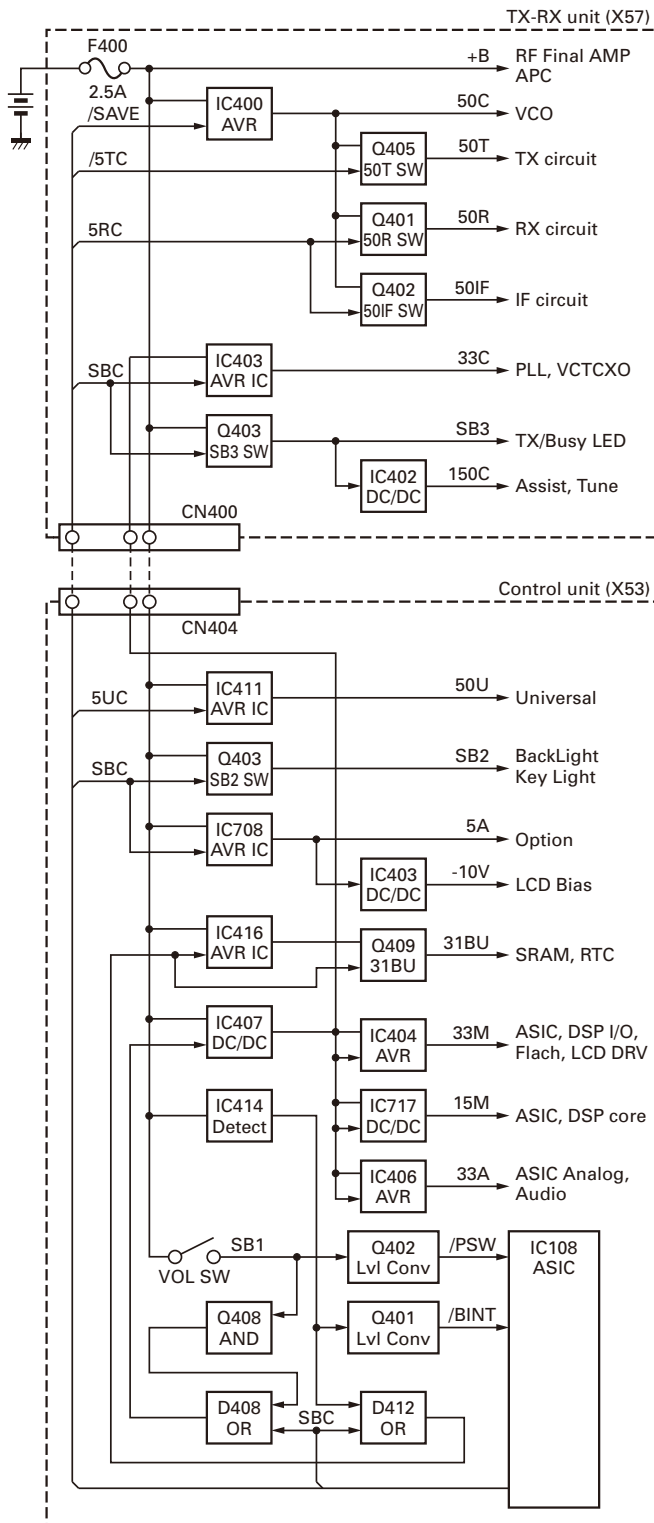 TX-RX unit (X57)
F400
2.5A
+B
RF Final AMP
APC
/SAVE
IC400
AVR
50C
VCO
/5TC
Q405
50T SW
50T
TX circuit
5RC
Q401
50R SW
50R
RX circuit
Q402
50IF SW
50IF
IF circuit
SBC
IC403
AVR IC
33C
PLL, VCTCXO
Q403
SB3 SW
SB3
TX/Busy LED
IC402
DC/DC
150C
Assist, Tune
CN400
Control unit (X53)
CN404
5UC
IC411
AVR IC
50U
Universal
SBC
Q403
SB2 SW
SB2
BackLight
Key Light
IC708
AVR IC
5A
Option
IC403
DC/DC
-10V
LCD Bias
IC416
AVR IC
Q409
31BU
31BU
SRAM, RTC
IC407
DC/DC
IC404
AVR
33M
ASIC, DSP I/O,
Flach, LCD DRV
IC414
Detect
IC717
DC/DC
15M
ASIC, DSP core
IC406
AVR
33A
ASIC Analog,
Audio
VOL SW
SB1
Q402
Lvl Conv
/PSW
IC108
ASIC
Q408
AND
Q401
Lvl Conv
/BINT
D408
OR
SBC
D412
OR